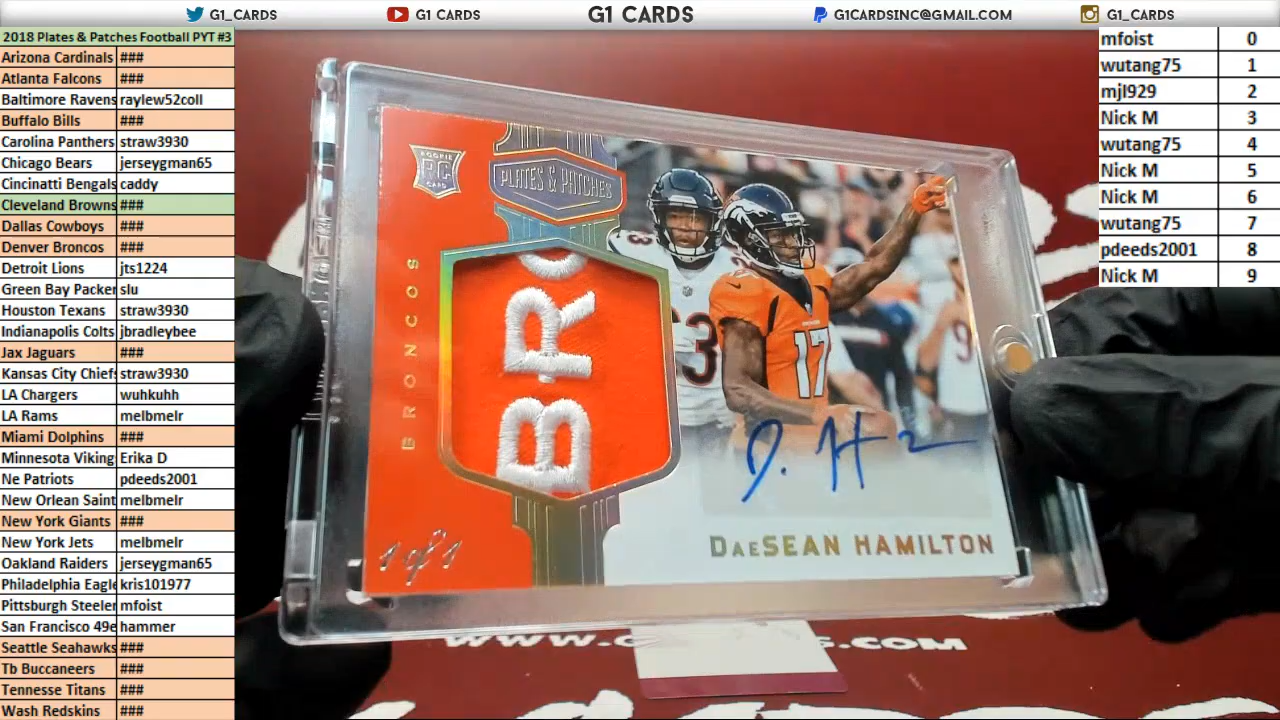 G1_CARDS
G1 CARDS
G1 CARDS
G1CARDSINC@GMAIL.COM
G1_CARDS
2018 Plates & Patches Football PYT #3
Arizona Cardinals ###
Atlanta Falcons ###
Baltimore Ravens raylew52coll
Buffalo Bills ###
Carolina Panthers straw3930
Chicago Bears jerseygman65
Cincinatti Bengals caddy
Cleveland Browns ###
Dallas Cowboys ###
Denver Broncos ###
Detroit Lions jts1224
Green Bay Packer slu
Houston Texans straw3930
Indianapolis Colts jbradleybee
Jax Jaguars ###
Kansas City Chiefs straw3930
LA Chargers wuhkuhh
LA Rams melbmelr
Miami Dolphins ###
Minnesota Viking Erika D
Ne Patriots pdeeds2001
New Orlean Saint melbmelr
New York Giants ###
New York Jets melbmelr
Oakland Raiders jerseygman65
Philadelphia Eagle kris101977
Pittsburgh Steeler mfoist
San Francisco 49e hammer
Seattle Seahawks ###
Tb Buccaneers ###
Tennesse Titans ###
Wash Redskins ###
mfoist 0
wutang75 1
mjl929 2
Nick M 3
wutang75 4
Nick M 5
Nick M 6
wutang75 7
pdeeds2001 8
Nick M 9
ROOKIE
RC
CARD
PLATES & PATCHES
BRONCOS
BRO
17
D. H
1 of 1
DAESEAN HAMILTON